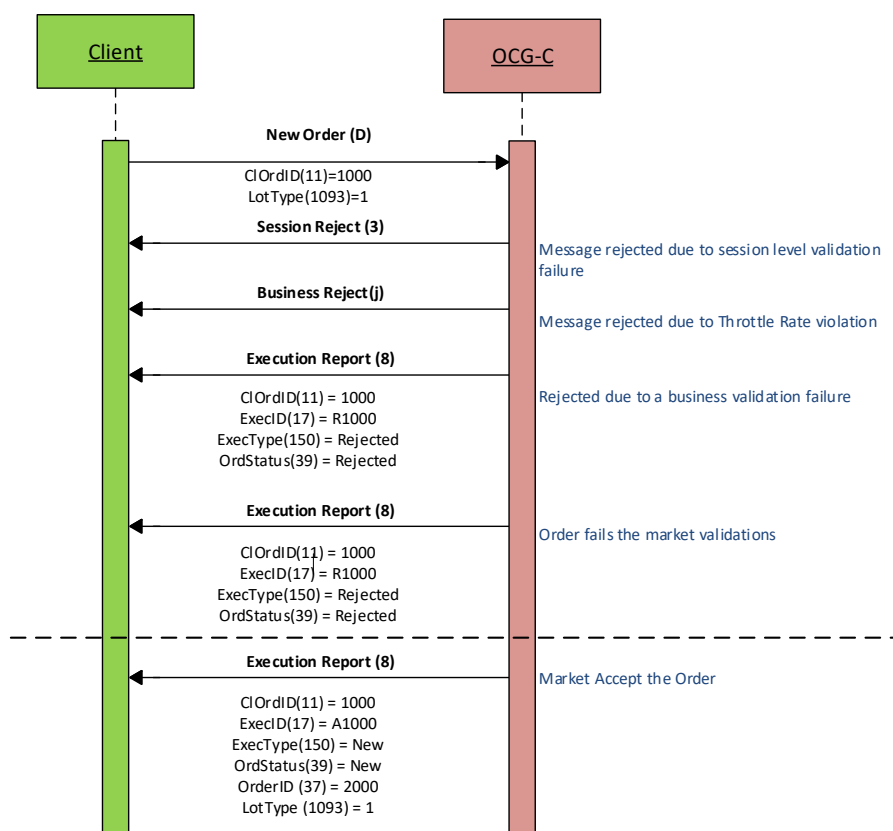 Client
OCG-C
New Order (D)
ClOrdID(11)=1000
LotType(1093)=1
Session Reject (3)
Message rejected due to session level validation
failure
Business Reject(j)
Message rejected due to Throttle Rate violation
Execution Report (8)
Rejected due to a business validation failure
ClOrdID(11) = 1000
ExecID(17) = R1000
ExecType(150) = Rejected
OrdStatus(39) = Rejected
Execution Report (8)
Order fails the market validations
ClOrdID(11) = 1000
ExecID(17) = R1000
ExecType(150) = Rejected
OrdStatus(39) = Rejected
Execution Report (8)
Market Accept the Order
ClOrdID(11) = 1000
ExecID(17) = A1000
ExecType(150) = New
OrdStatus(39) = New
OrderID (37) = 2000
LotType (1093) = 1